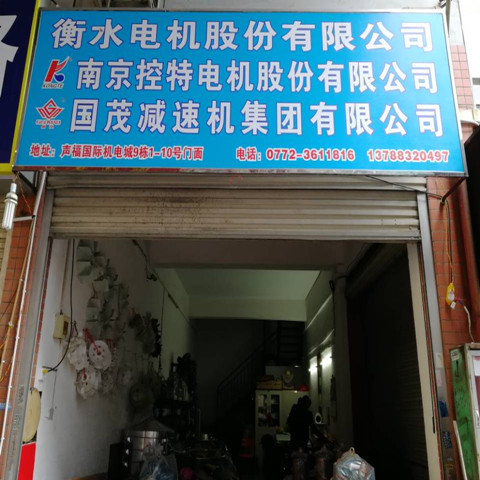 衡水电机股份有限公司
南京控特电机股份有限公司
国茂减速机集团有限公司
地址：声福国际机电城9栋1-10号门面 电话：0772-3611816 13788320497